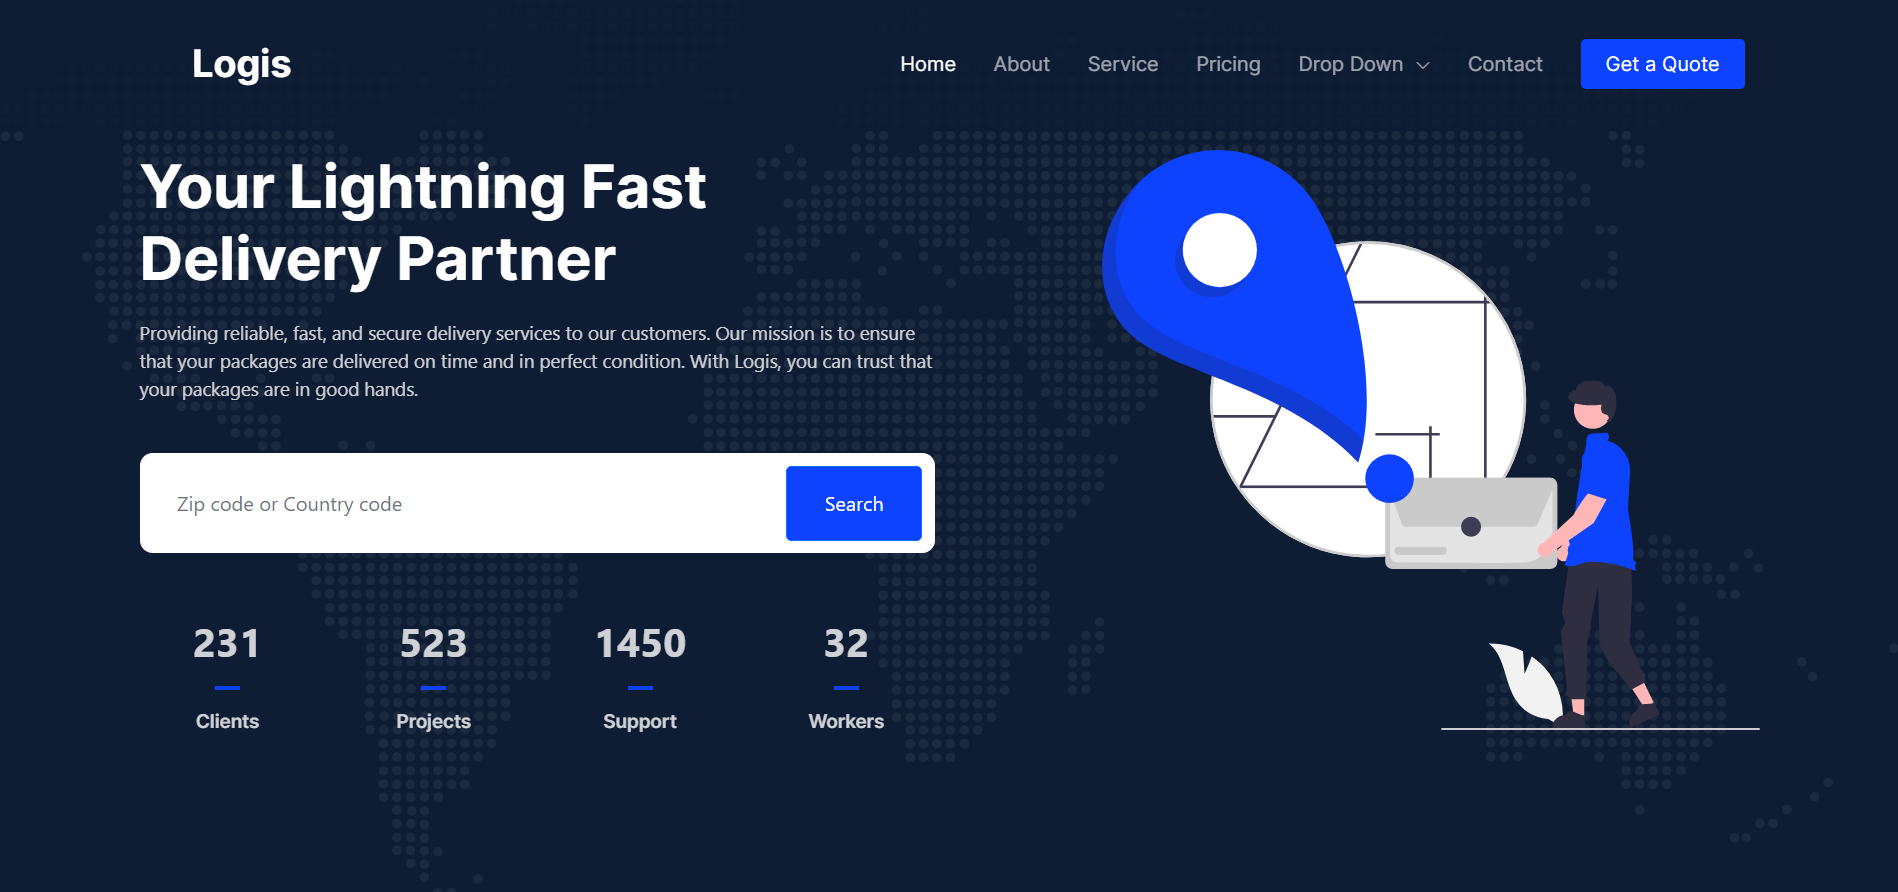 Logis
Home About Service Pricing Drop Down Contact Get a Quote
Your Lightning Fast
Delivery Partner
Providing reliable, fast, and secure delivery services to our customers. Our mission is to ensure
that your packages are delivered on time and in perfect condition. With Logis, you can trust that
your packages are in good hands.
Zip code or Country code Search
231 523 1450 32
Clients Projects Support Workers